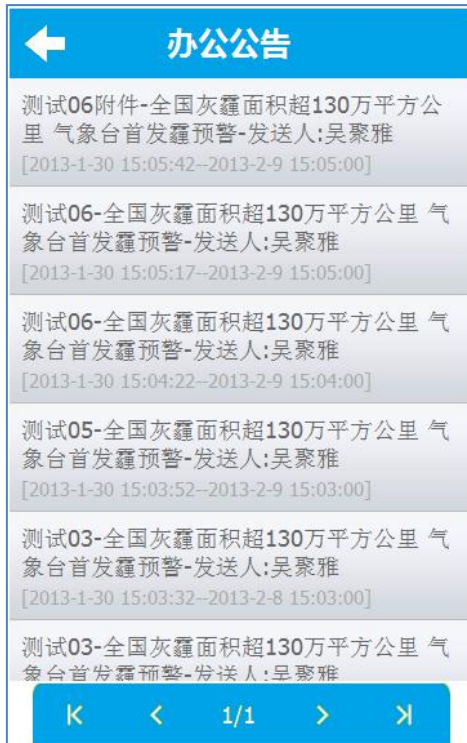 办公公告
测试06附件-全国灰霾面积超130万平方公
里 气象台首发霾预警-发送人:吴聚雅
[2013-1-30 15:05:42--2013-2-9 15:05:00]
测试06-全国灰霾面积超130万平方公里 气
象台首发霾预警-发送人:吴聚雅
[2013-1-30 15:05:17--2013-2-9 15:05:00]
测试06-全国灰霾面积超130万平方公里 气
象台首发霾预警-发送人:吴聚雅
[2013-1-30 15:04:22--2013-2-9 15:04:00]
测试05-全国灰霾面积超130万平方公里 气
象台首发霾预警-发送人:吴聚雅
[2013-1-30 15:03:52--2013-2-9 15:03:00]
测试03-全国灰霾面积超130万平方公里 气
象台首发霾预警-发送人:吴聚雅
[2013-1-30 15:03:32--2013-2-8 15:03:00]
测试03-全国灰霾面积超130万平方公里 气
象台首发霾预警-发送人:吴聚雅
1/1